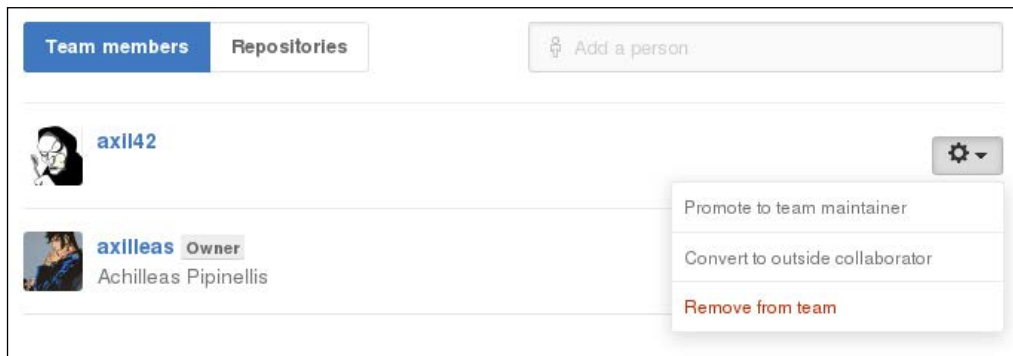 Team members
Repositories
Add a person
axil42
Promote to team maintainer
Convert to outside collaborator
Remove from team
axilleas Owner
Achilleas Pipinellis